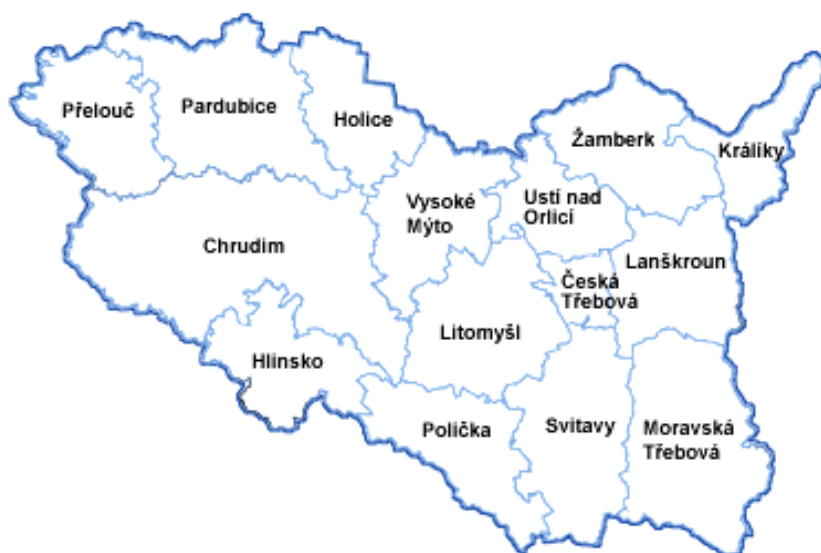 Přelouč
Pardubice
Holice
Žamberk
Králíky
Vysoké
Mýto
Ustí nad
Orlicí
Chrudim
Lanškroun
Česká
Třebová
Litomyšl
Hlinsko
Polička
Svitavy
Moravská
Třebová